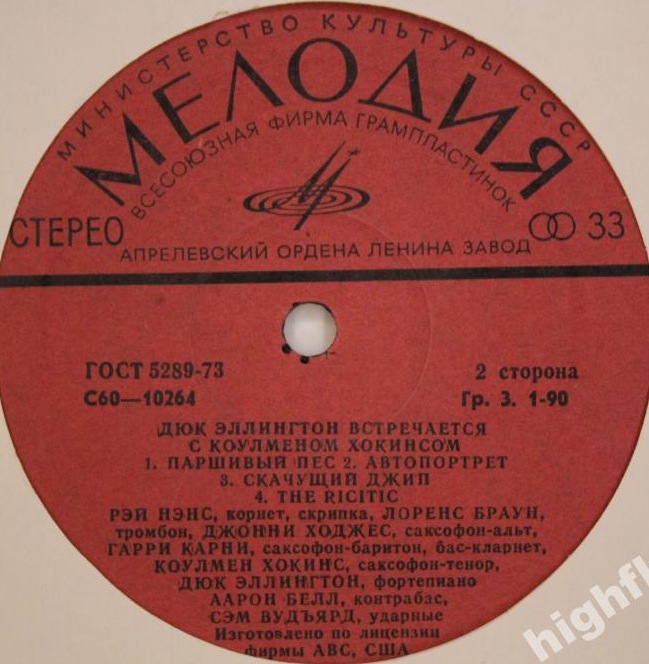 МИНИСТЕРСТВО КУЛЬТУРЫ СССР
МЕЛОДИЯ
ВСЕСОЮЗНАЯ ФИРМА ГРАМПЛАСТИНОК
СТЕРЕО
33
АПРЕЛЕВСКИЙ ОРДЕНА ЛЕНИНА ЗАВОД
ГОСТ 5289-73
2 сторона
С60—10264
Гр. 3. 1-90
ДЮК ЭЛЛИНГТОН ВСТРЕЧАЕТСЯ
С КОУЛМЕНОМ ХОКИНСОМ
1. ПАРШИВЫЙ ПЕС 2. АВТОПОРТРЕТ
3. СКАЧУЩИЙ ДЖИП
4. THE RICITIC
РЭЙ НЭНС, корнет, скрипка, ЛОРЕНС БРАУН,
тромбон, ДЖОННИ ХОДЖЕС, саксофон-альт,
ГАРРИ КАРНИ, саксофон-баритон, бас-кларнет,
КОУЛМЕН ХОКИНС, саксофон-тенор,
ДЮК ЭЛЛИНГТОН, фортепиано
ААРОН БЕЛЛ, контрабас,
СЭМ ВУДЪЯРД, ударные
Изготовлено по лицензии
фирмы АВС, США
highfl